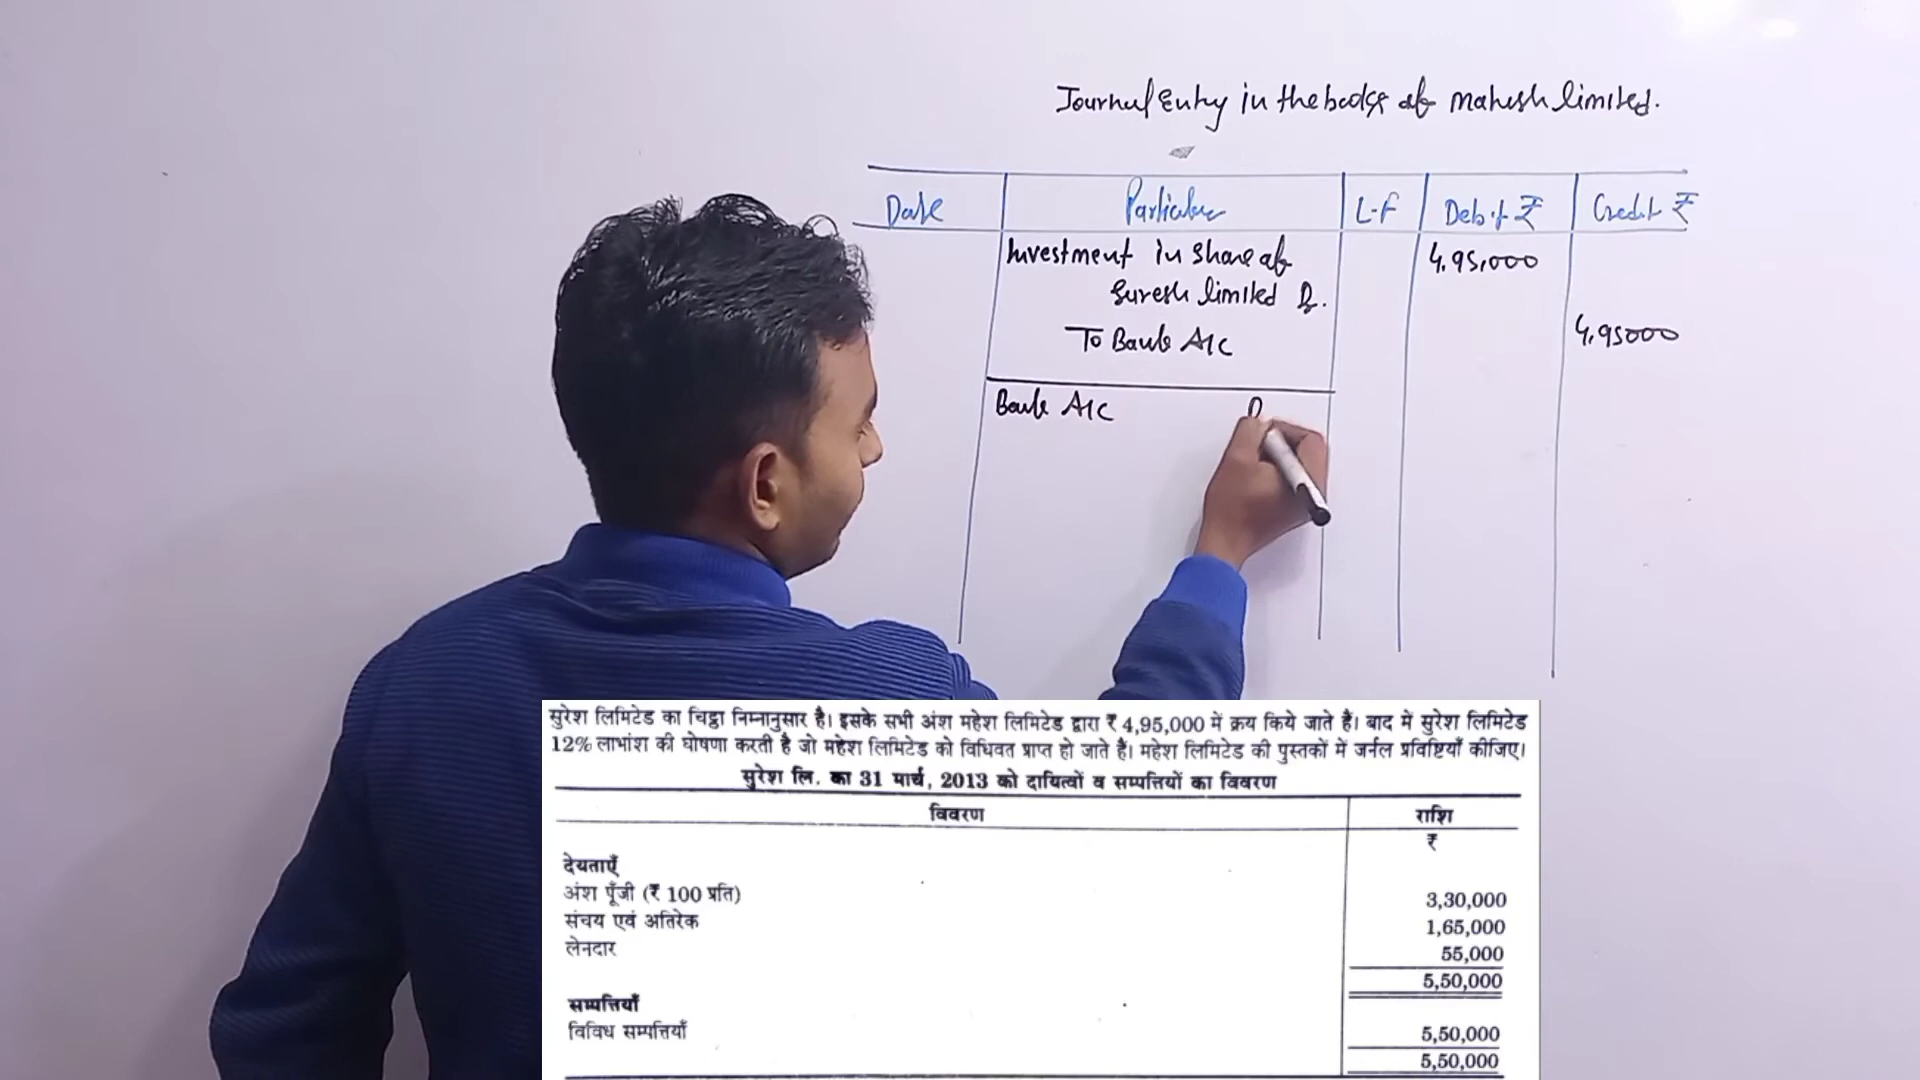 Journal Entry in the books of Mahesh limited.
Date Particular L.F Debit ₹ Credit ₹
Investment in Share of 4,95,000
Suresh limited Dr.
To Bank A/C 4,95000
Bank A/C D
सुरेश लिमिटेड का चिट्ठा निम्नानुसार है। इसके सभी अंश महेश लिमिटेड द्वारा ₹ 4,95,000 में क्रय किये जाते हैं। बाद में सुरेश लिमिटेड
12% लाभांश की घोषणा करती है जो महेश लिमिटेड को विधिवत प्राप्त हो जाते हैं। महेश लिमिटेड की पुस्तकों में जर्नल प्रविष्टियाँ कीजिए।
सुरेश लि. का 31 मार्च, 2013 को दायित्वों व सम्पत्तियों का विवरण
विवरण राशि
₹
देयताएँ
अंश पूँजी (₹ 100 प्रति) 3,30,000
संचय एवं अतिरेक 1,65,000
लेनदार 55,000
5,50,000
सम्पत्तियाँ
विविध सम्पत्तियाँ 5,50,000
5,50,000